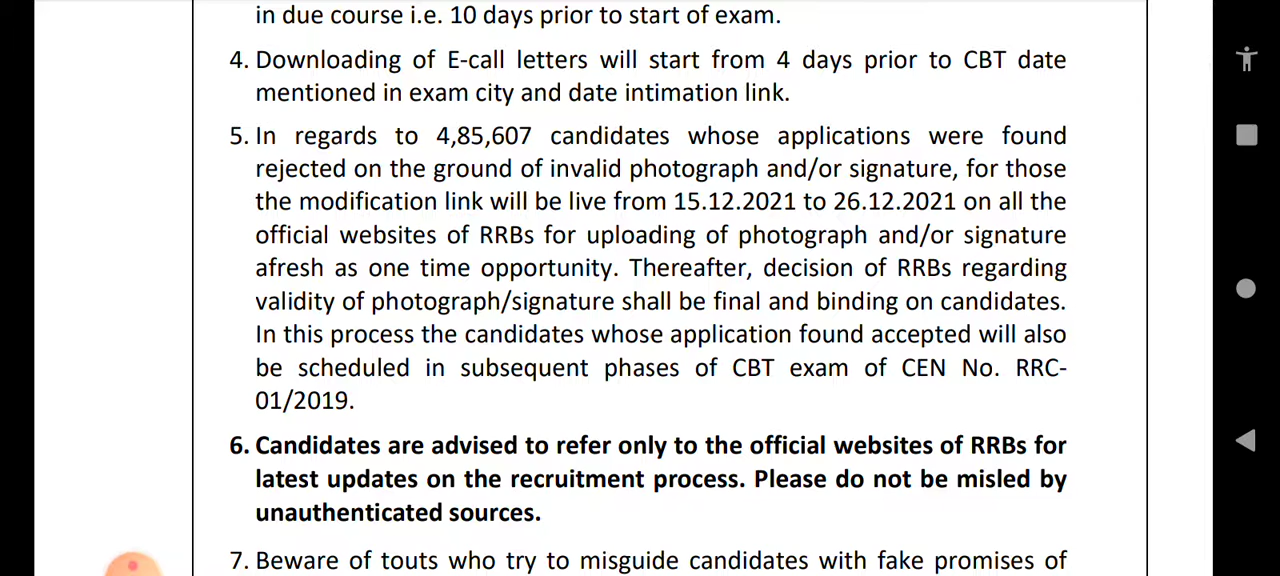 in due course i.e. 10 days prior to start of exam.
4. Downloading of E-call letters will start from 4 days prior to CBT date
mentioned in exam city and date intimation link.
5. In regards to 4,85,607 candidates whose applications were found
rejected on the ground of invalid photograph and/or signature, for those
the modification link will be live from 15.12.2021 to 26.12.2021 on all the
official websites of RRBs for uploading of photograph and/or signature
afresh as one time opportunity. Thereafter, decision of RRBs regarding
validity of photograph/signature shall be final and binding on candidates.
In this process the candidates whose application found accepted will also
be scheduled in subsequent phases of CBT exam of CEN No. RRC-
01/2019.
6. Candidates are advised to refer only to the official websites of RRBs for
latest updates on the recruitment process. Please do not be misled by
unauthenticated sources.
7. Beware of touts who try to misguide candidates with fake promises of